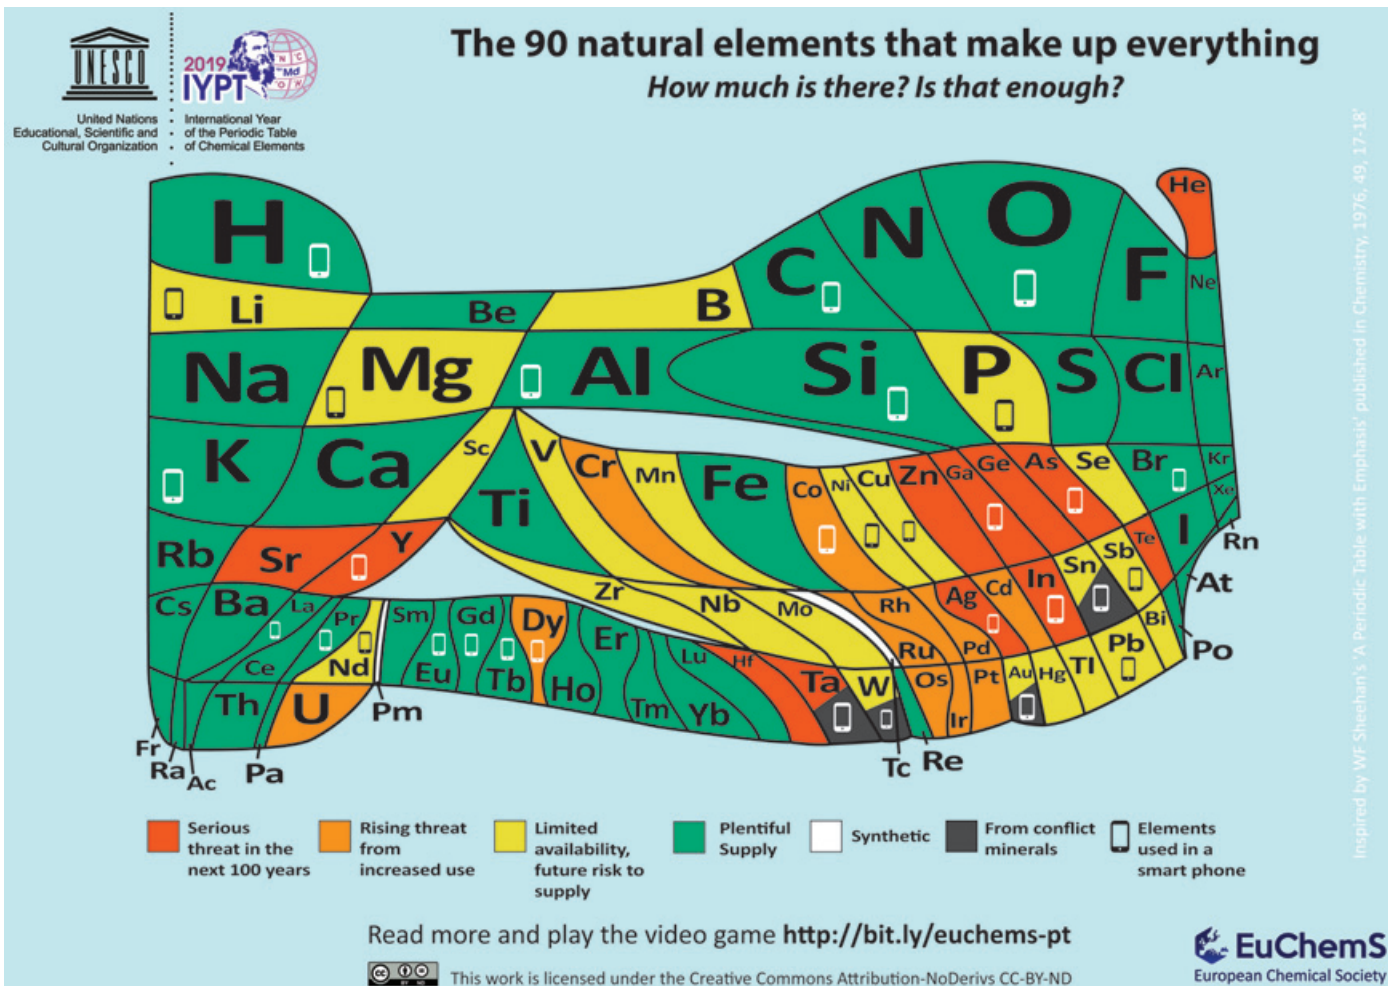 The 90 natural elements that make up everything
How much is there? Is that enough?
UNESCO
2019
IYPT
N C
Md
United Nations
Educational, Scientific and
Cultural Organization
International Year
of the Periodic Table
of Chemical Elements
H
He
Li
Be
B
C
N
O
F
Ne
Na
Mg
Al
Si
P
S
Cl
Ar
K
Ca
Sc
Ti
V
Cr
Mn
Fe
Co
Ni
Cu
Zn
Ga
Ge
As
Se
Br
Kr
Rb
Sr
Y
Zr
Nb
Mo
Tc
Ru
Rh
Pd
Ag
Cd
In
Sn
Sb
Te
I
Xe
Cs
Ba
La
Ce
Pr
Nd
Pm
Sm
Eu
Gd
Tb
Dy
Ho
Er
Tm
Yb
Lu
Hf
Ta
W
Re
Os
Ir
Pt
Au
Hg
Tl
Pb
Bi
Po
At
Rn
Fr
Ra
Ac
Th
Pa
U
Serious
threat in the
next 100 years
Rising threat
from
increased use
Limited
availability,
future risk to
supply
Plentiful
Supply
Synthetic
From conflict
minerals
Elements
used in a
smart phone
Read more and play the video game http://bit.ly/euchems-pt
cc
BY ND
This work is licensed under the Creative Commons Attribution-NoDerivs CC-BY-ND
EuChemS
European Chemical Society
Inspired by WF Sheehan's 'A Periodic Table with Emphasis' published in Chemistry, 1976, 49, 17-18'